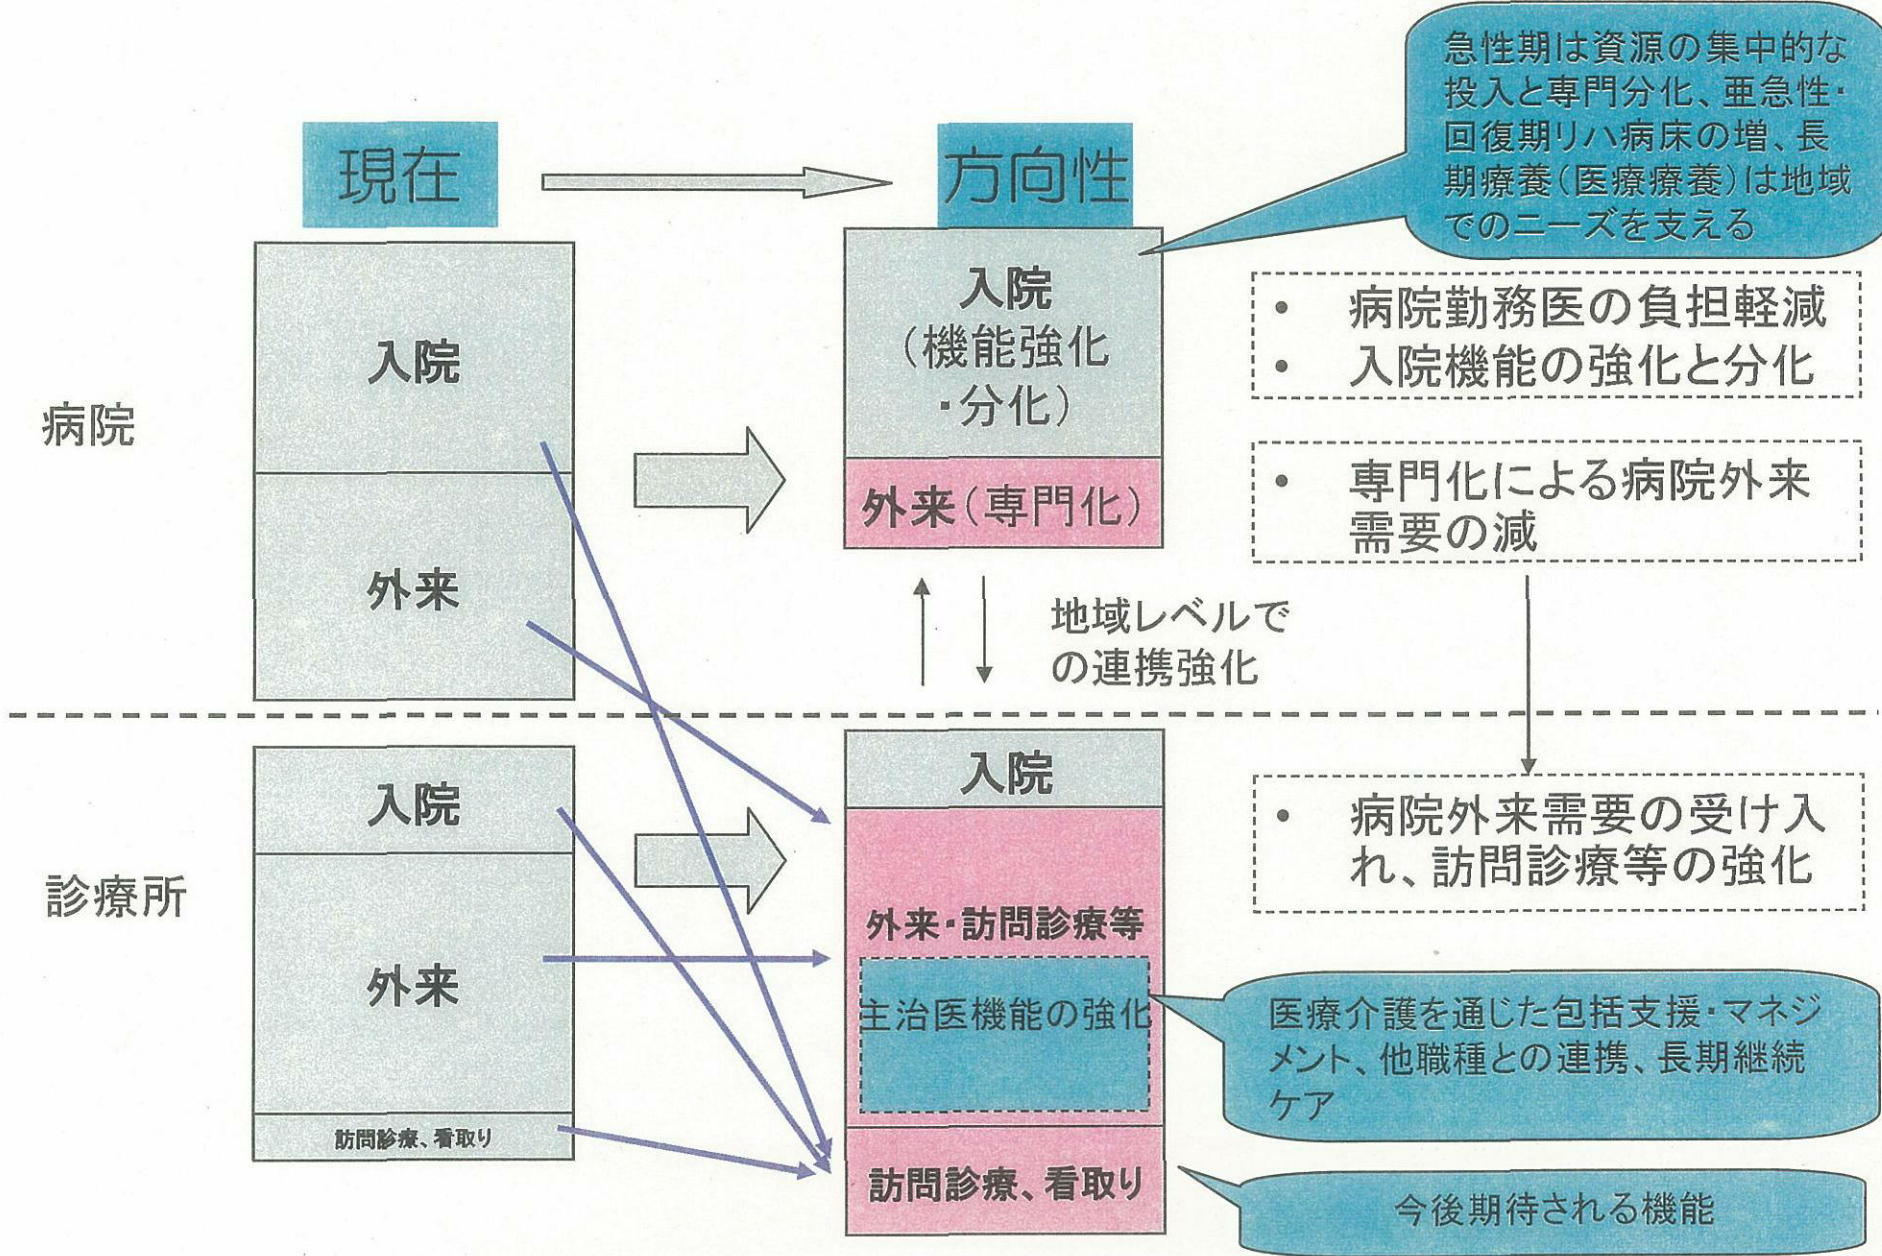 現在
方向性
急性期は資源の集中的な
投入と専門分化、亜急性・
回復期リハ病床の増、長
期療養(医療療養)は地域
でのニーズを支える
病院
入院
外来
入院
(機能強化
・分化)
外来(専門化)
• 病院勤務医の負担軽減
• 入院機能の強化と分化
• 専門化による病院外来
需要の減
地域レベルで
の連携強化
診療所
入院
外来
訪問診療、看取り
入院
外来・訪問診療等
主治医機能の強化
訪問診療、看取り
• 病院外来需要の受け入
れ、訪問診療等の強化
医療介護を通じた包括支援・マネジ
メント、他職種との連携、長期継続
ケア
今後期待される機能